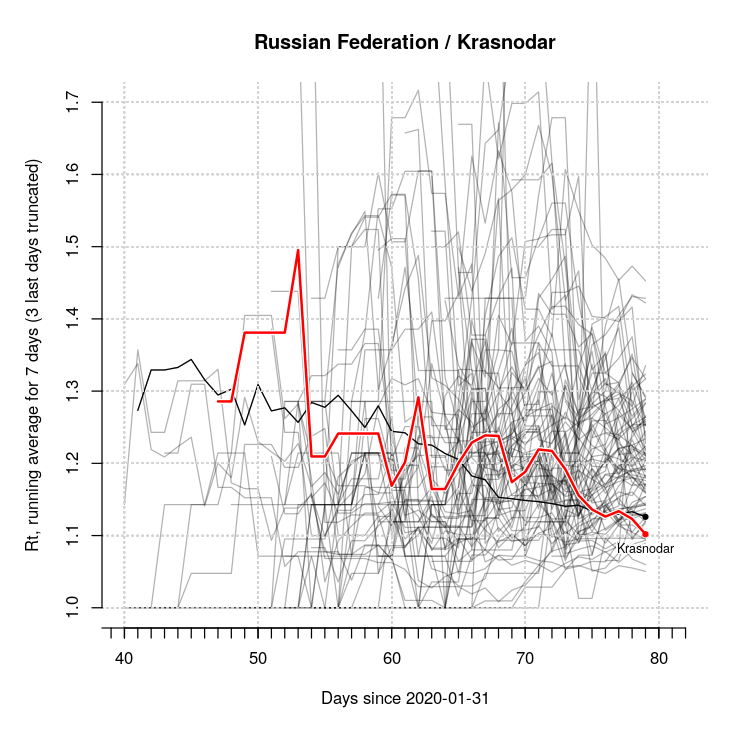 Russian Federation / Krasnodar
Rt, running average for 7 days (3 last days truncated)
1.7
1.6
1.5
1.4
1.3
1.2
1.1
1.0
Krasnodar
40 50 60 70 80
Days since 2020-01-31